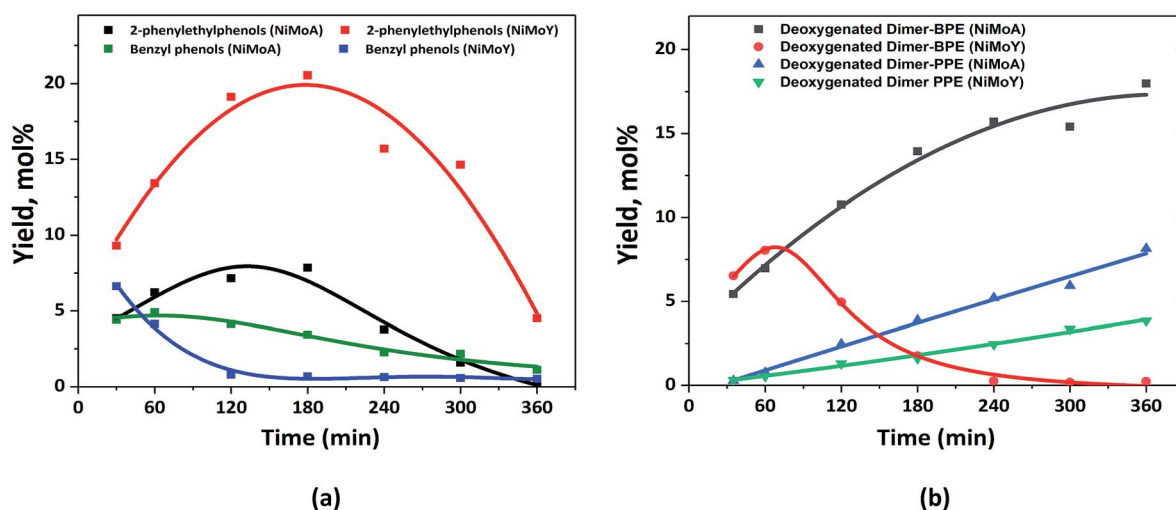 2-phenylethylphenols (NiMoA) 2-phenylethylphenols (NiMoY)
Benzyl phenols (NiMoA) Benzyl phenols (NiMoY)
Yield, mol%
20
15
10
5
0
0 60 120 180 240 300 360
Time (min)
(a)
Deoxygenated Dimer-BPE (NiMoA)
Deoxygenated Dimer-BPE (NiMoY)
Deoxygenated Dimer-PPE (NiMoA)
Deoxygenated Dimer PPE (NiMoY)
Yield, mol%
20
15
10
5
0
0 60 120 180 240 300 360
Time (min)
(b)